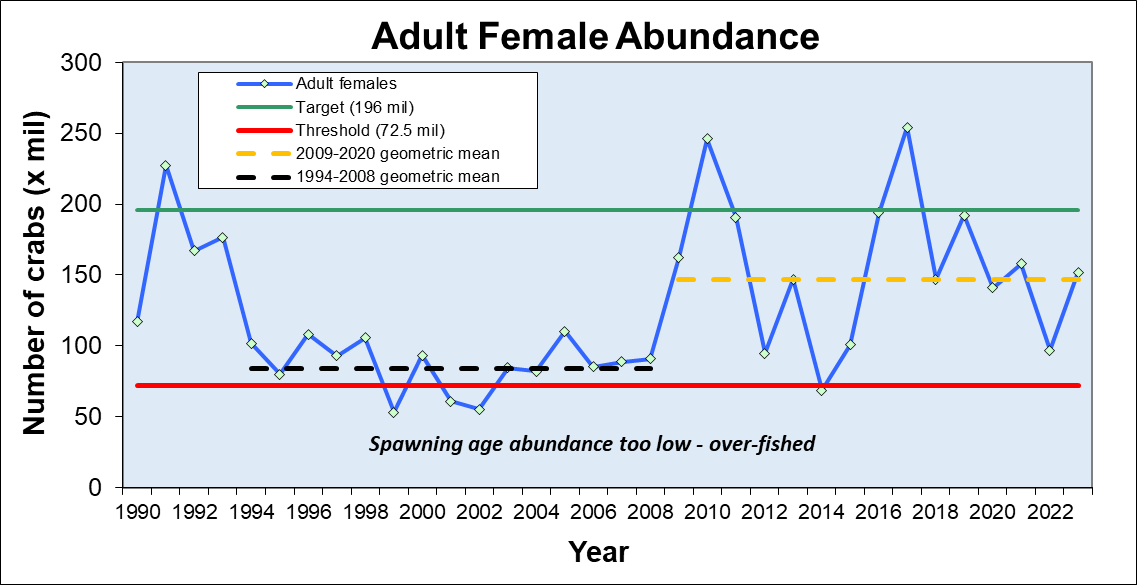 Adult Female Abundance
Number of crabs (x mil)
300
250
200
150
100
50
0
Adult females
Target (196 mil)
Threshold (72.5 mil)
2009-2020 geometric mean
1994-2008 geometric mean
Spawning age abundance too low - over-fished
1990 1992 1994 1996 1998 2000 2002 2004 2006 2008 2010 2012 2014 2016 2018 2020 2022
Year